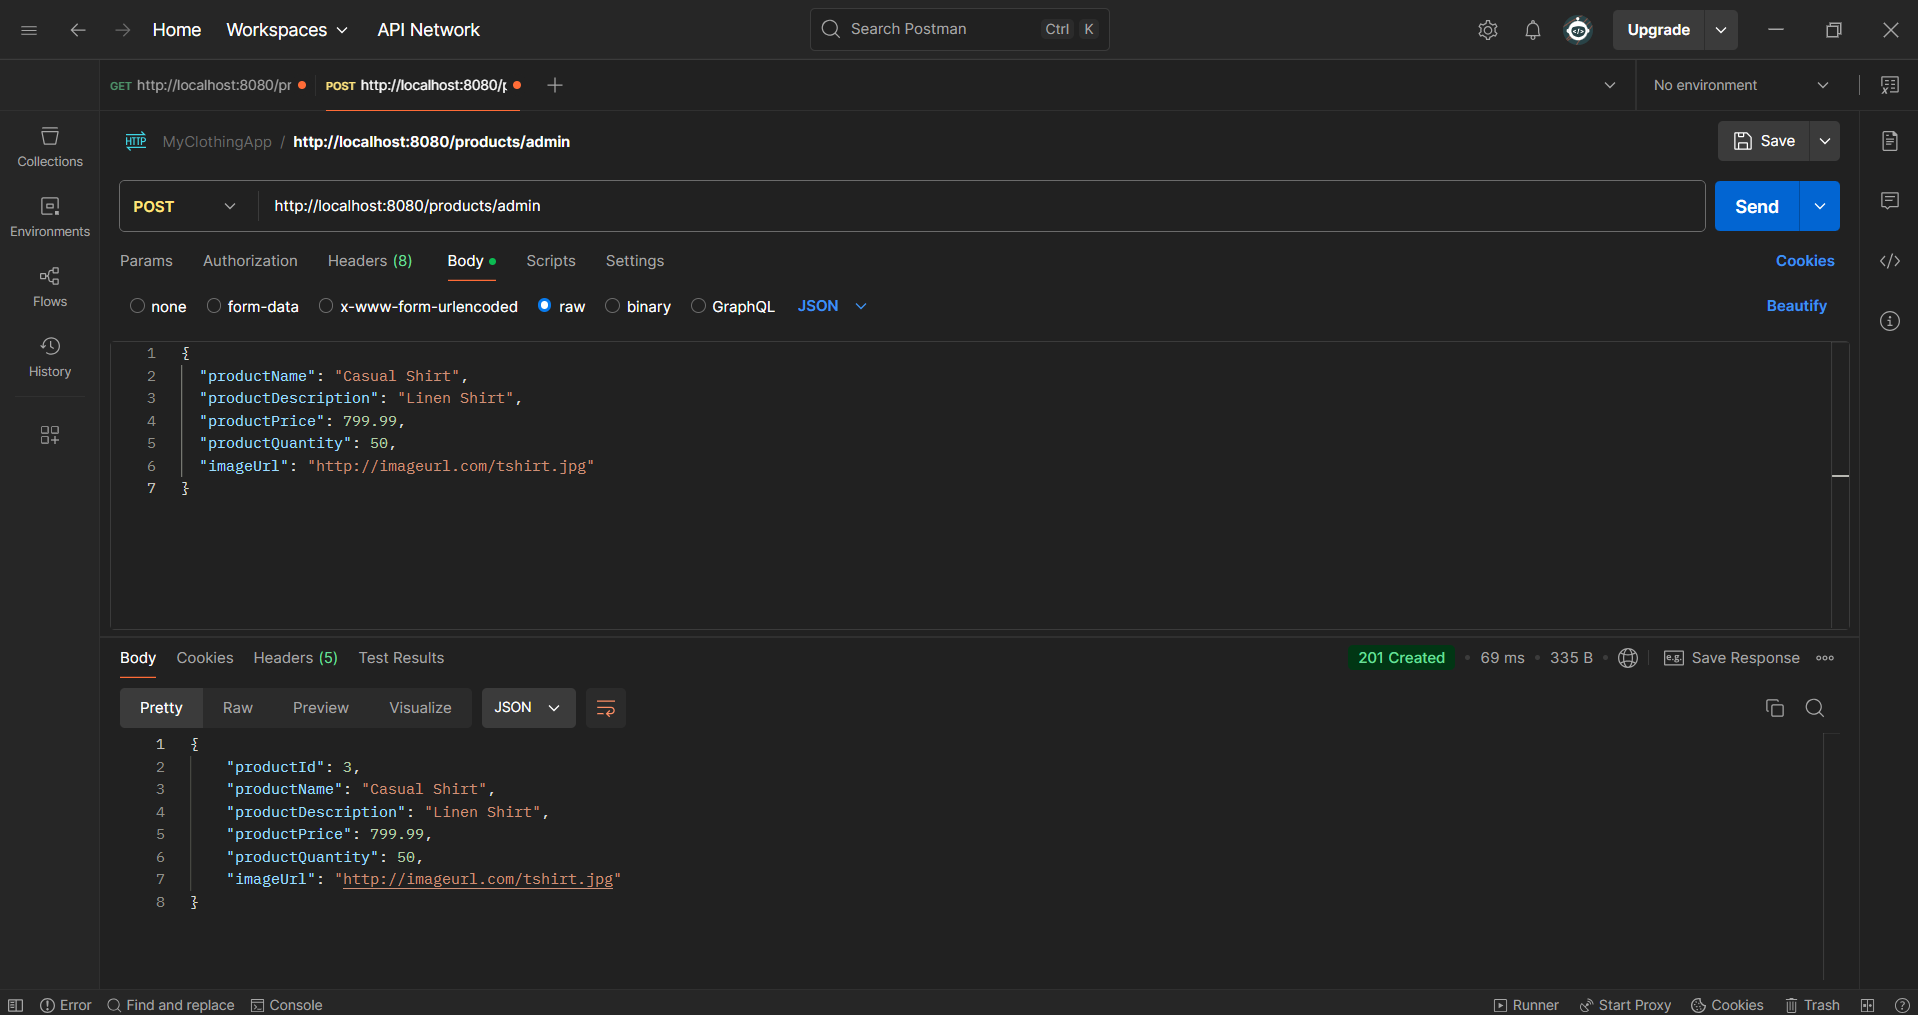 Home Workspaces API Network Search Postman Ctrl K Upgrade
GET http://localhost:8080/pr POST http://localhost:8080/p No environment
HTTP MyClothingApp / http://localhost:8080/products/admin Save
POST http://localhost:8080/products/admin Send
Params Authorization Headers (8) Body Scripts Settings Cookies
none form-data x-www-form-urlencoded raw binary GraphQL JSON Beautify
Collections
Environments
Flows
History
1 {
2 "productName": "Casual Shirt",
3 "productDescription": "Linen Shirt",
4 "productPrice": 799.99,
5 "productQuantity": 50,
6 "imageUrl": "http://imageurl.com/tshirt.jpg"
7 }
Body Cookies Headers (5) Test Results 201 Created • 69 ms • 335 B • e.g. Save Response
Pretty Raw Preview Visualize JSON
1 {
2 "productId": 3,
3 "productName": "Casual Shirt",
4 "productDescription": "Linen Shirt",
5 "productPrice": 799.99,
6 "productQuantity": 50,
7 "imageUrl": "http://imageurl.com/tshirt.jpg"
8 }
Error Find and replace Console Runner Start Proxy Cookies Trash